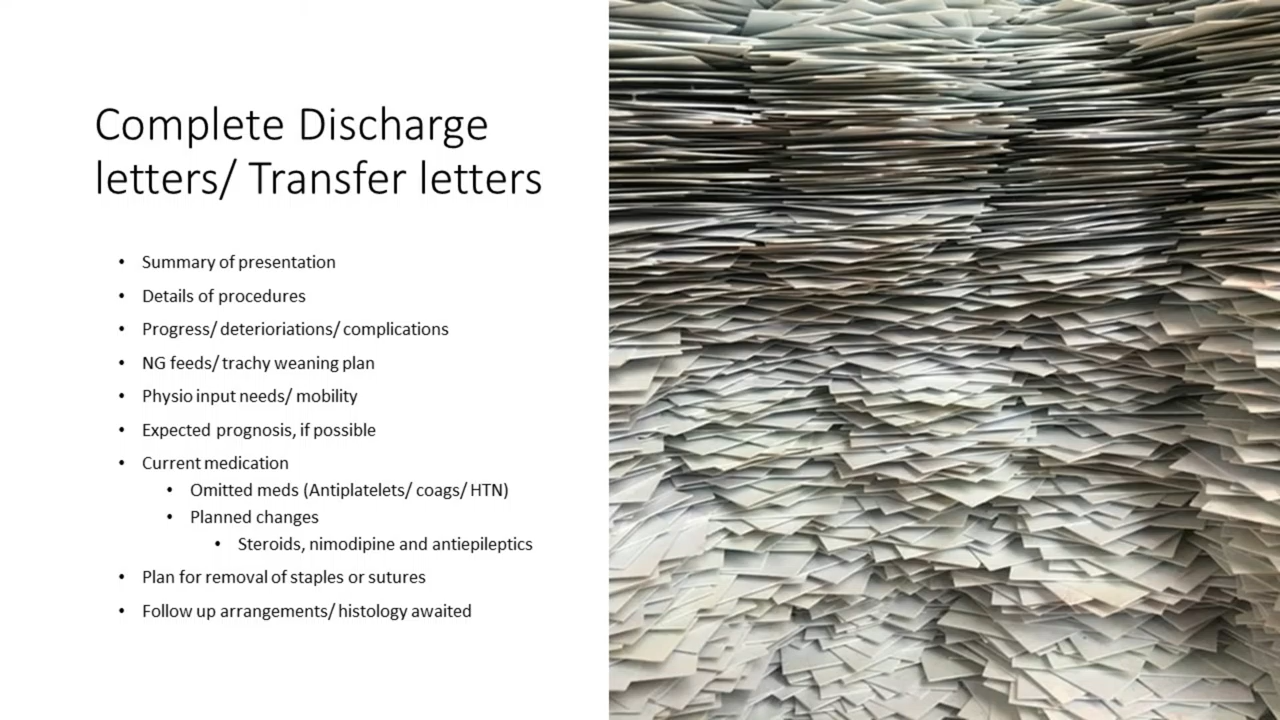 Complete Discharge
letters/ Transfer letters
• Summary of presentation
• Details of procedures
• Progress/ deterioriations/ complications
• NG feeds/ trachy weaning plan
• Physio input needs/ mobility
• Expected prognosis, if possible
• Current medication
• Omitted meds (Antiplatelets/ coags/ HTN)
• Planned changes
• Steroids, nimodipine and antiepileptics
• Plan for removal of staples or sutures
• Follow up arrangements/ histology awaited